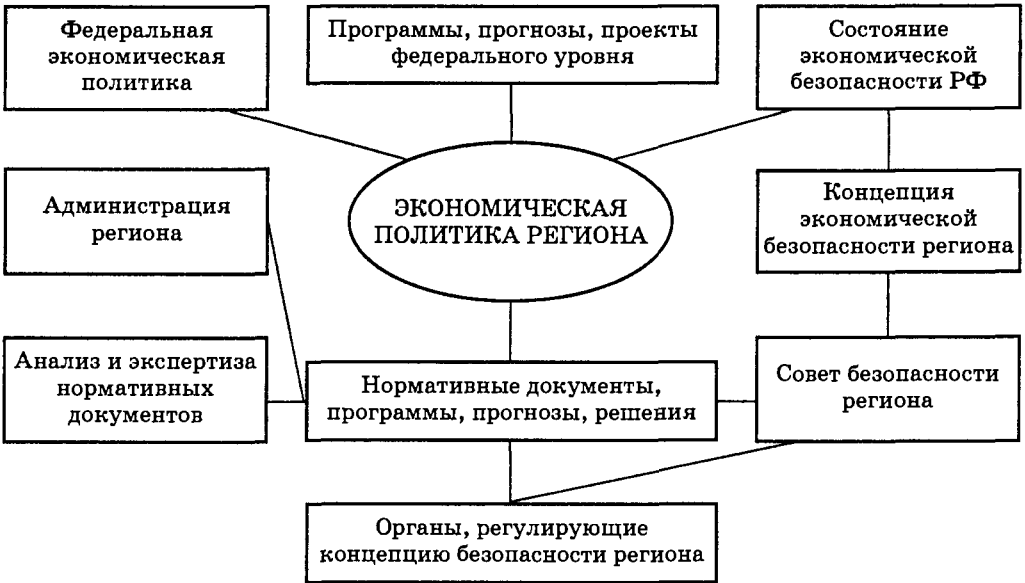 Федеральная
экономическая
политика
Программы, прогнозы, проекты
федерального уровня
Состояние
экономической
безопасности РФ
Администрация
региона
ЭКОНОМИЧЕСКАЯ
ПОЛИТИКА РЕГИОНА
Концепция
экономической
безопасности региона
Анализ и экспертиза
нормативных
документов
Нормативные документы,
программы, прогнозы, решения
Совет безопасности
региона
Органы, регулирующие
концепцию безопасности региона